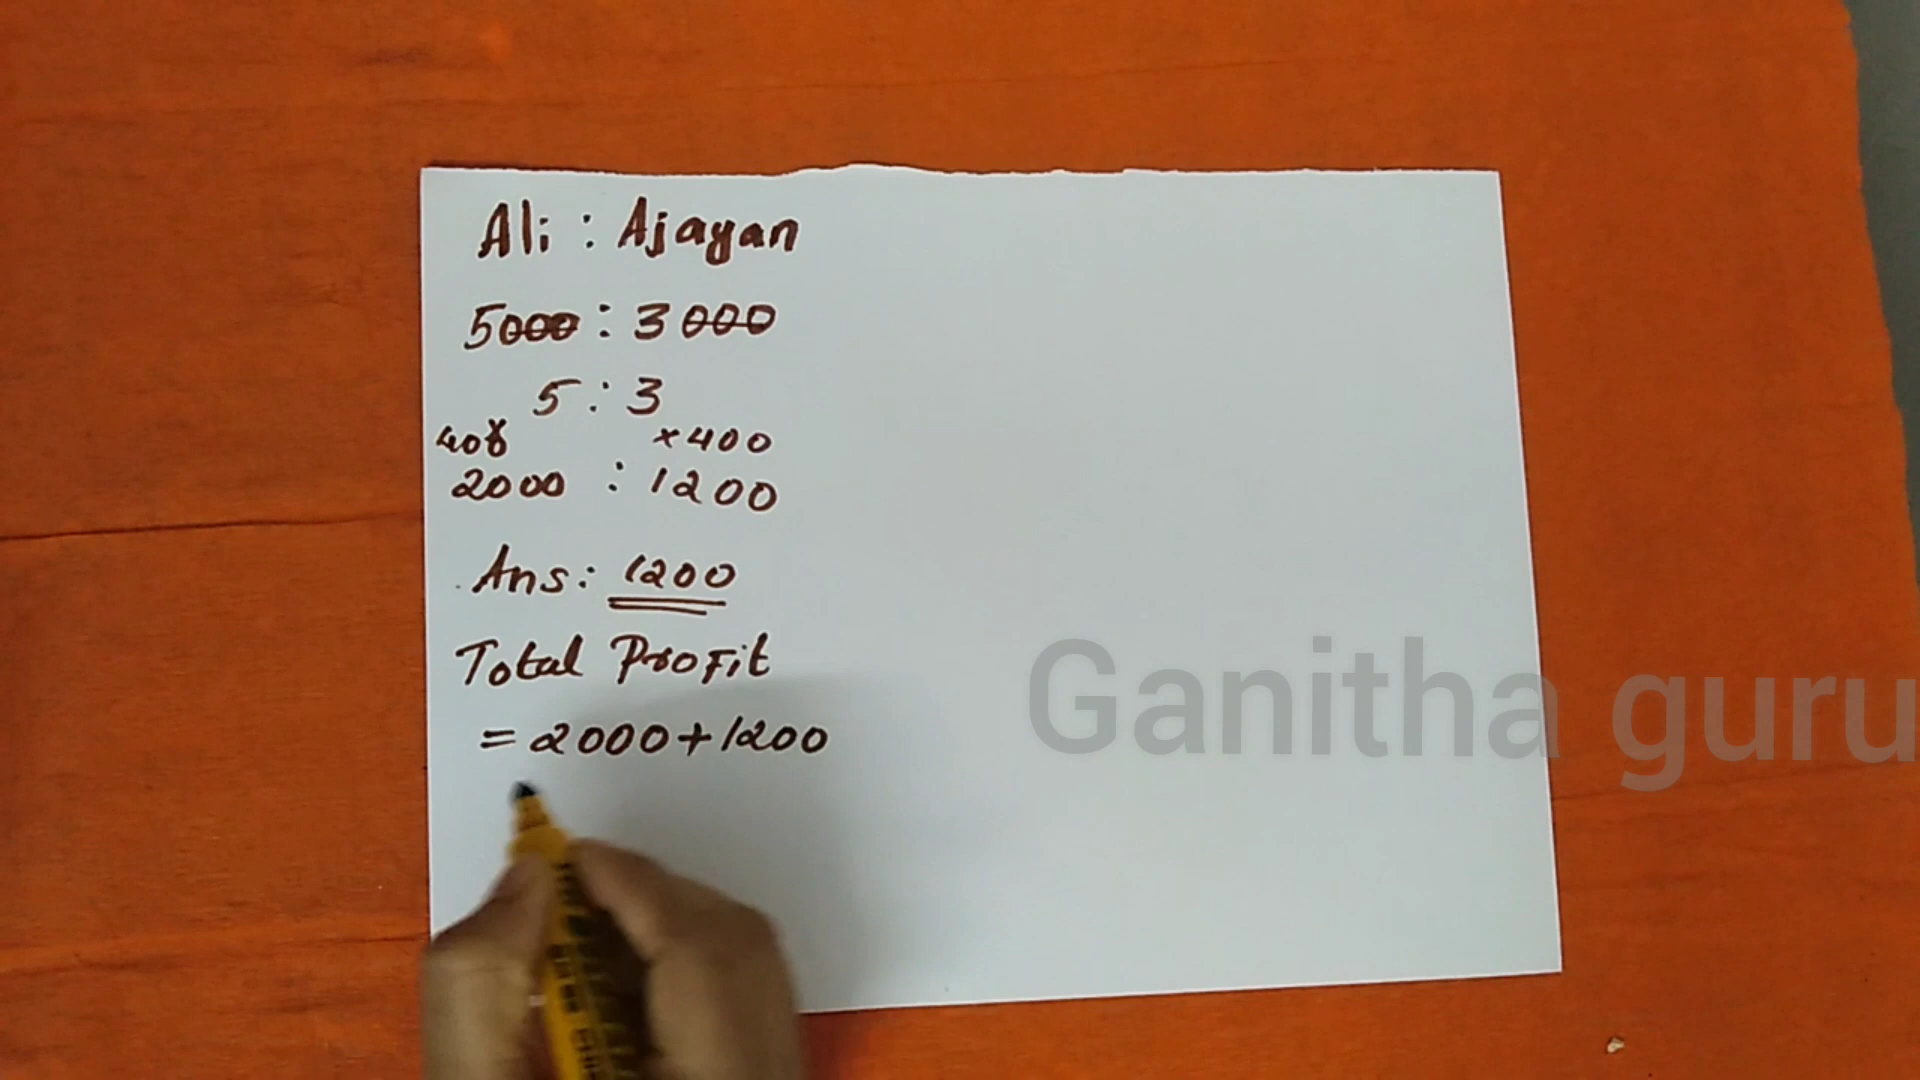 Ali : Ajayan
5000 : 3000
5 : 3
400× ×400
2000 : 1200
Ans: 1200
Total Profit
= 2000+1200
Ganitha guru